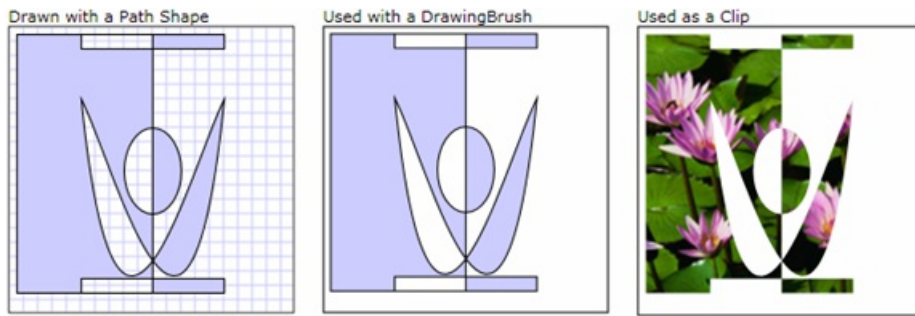 Drawn with a Path Shape
Used with a DrawingBrush
Used as a Clip